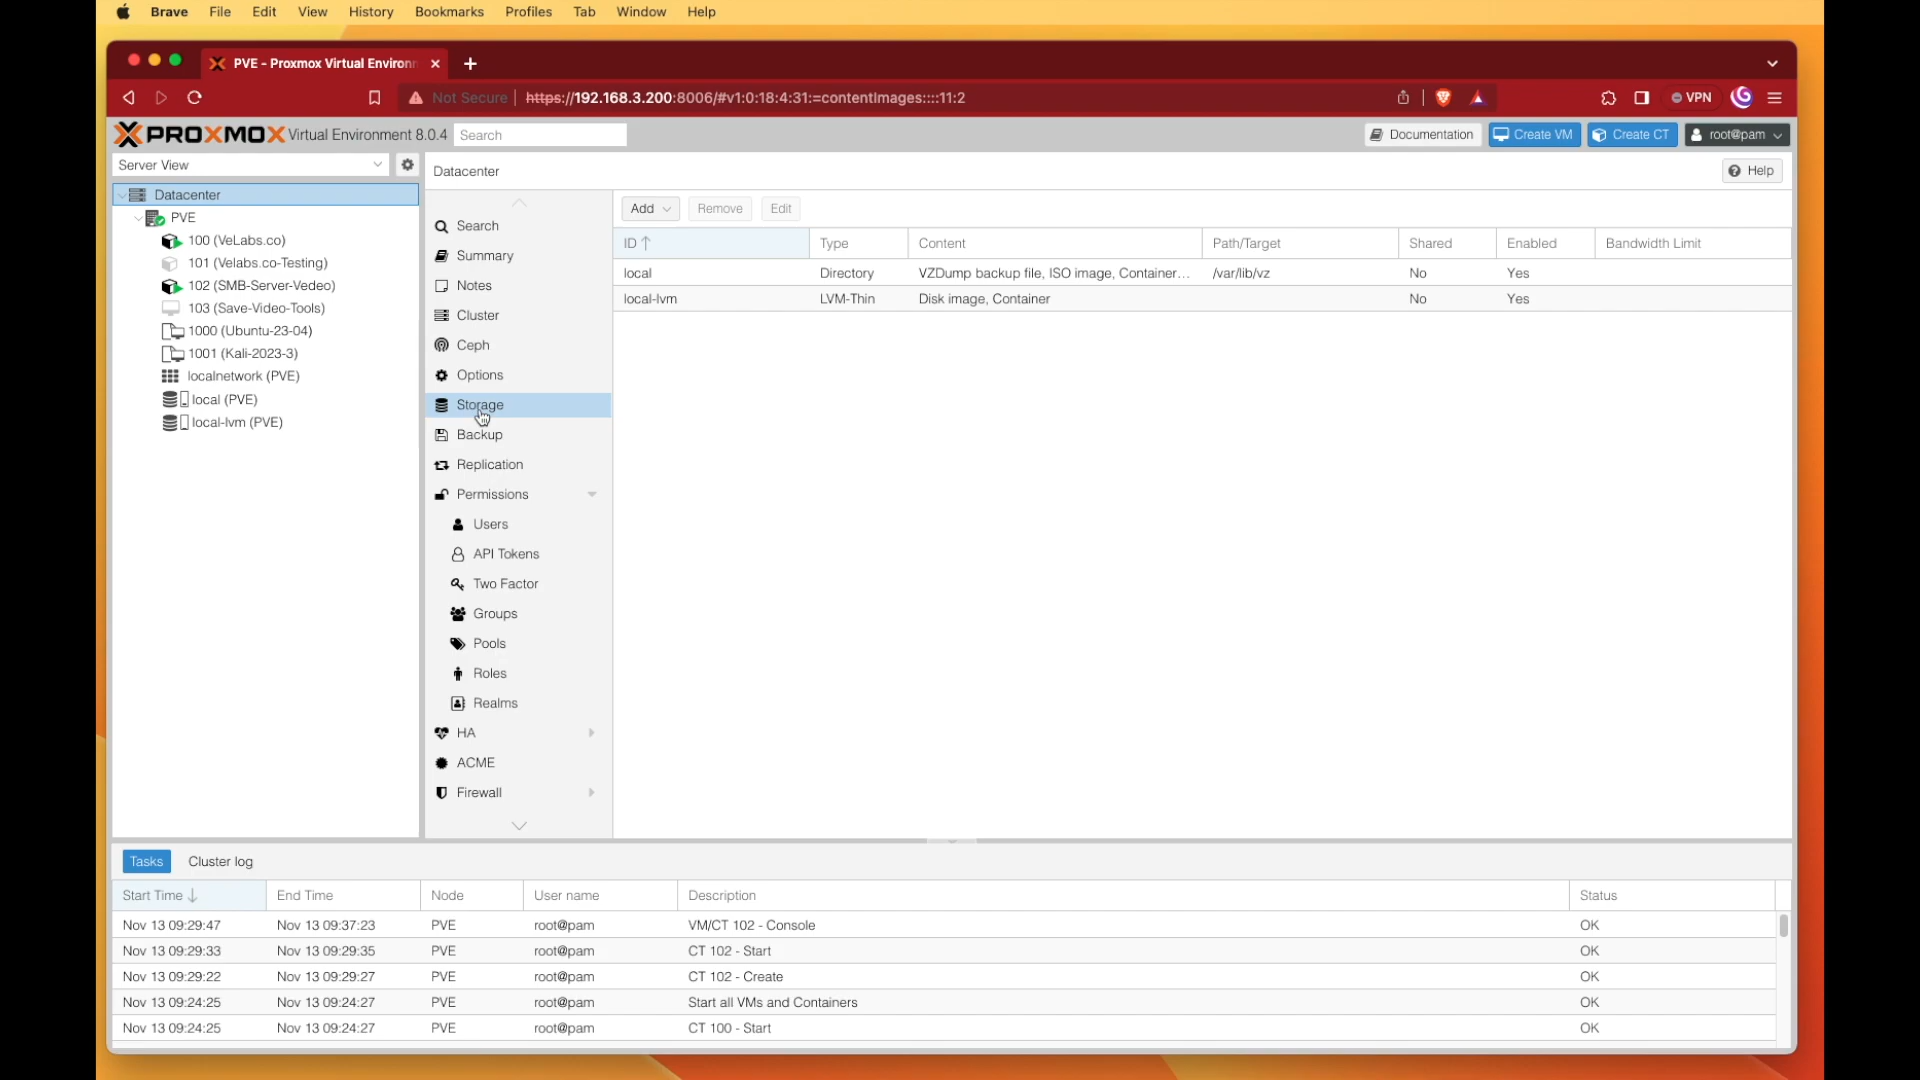 Brave File Edit View History Bookmarks Profiles Tab Window Help
PVE - Proxmox Virtual Environ
Not Secure https://192.168.3.200:8006/#v1:0:18:4:31:=contentImages::::11:2 VPN
PROXMOX Virtual Environment 8.0.4 Search Documentation Create VM Create CT root@pam
Server View
Datacenter
PVE
100 (VeLabs.co)
101 (Velabs.co-Testing)
102 (SMB-Server-Vedeo)
103 (Save-Video-Tools)
1000 (Ubuntu-23-04)
1001 (Kali-2023-3)
localnetwork (PVE)
local (PVE)
local-lvm (PVE)
Datacenter Help
Search
Summary
Notes
Cluster
Ceph
Options
Storage
Backup
Replication
Permissions
Users
API Tokens
Two Factor
Groups
Pools
Roles
Realms
HA
ACME
Firewall
Add Remove Edit
ID Type Content Path/Target Shared Enabled Bandwidth Limit
local Directory VZDump backup file, ISO image, Container... /var/lib/vz No Yes
local-lvm LVM-Thin Disk image, Container No Yes
Tasks Cluster log
Start Time End Time Node User name Description Status
Nov 13 09:29:47 Nov 13 09:37:23 PVE root@pam VM/CT 102 - Console OK
Nov 13 09:29:33 Nov 13 09:29:35 PVE root@pam CT 102 - Start OK
Nov 13 09:29:22 Nov 13 09:29:27 PVE root@pam CT 102 - Create OK
Nov 13 09:24:25 Nov 13 09:24:27 PVE root@pam Start all VMs and Containers OK
Nov 13 09:24:25 Nov 13 09:24:27 PVE root@pam CT 100 - Start OK